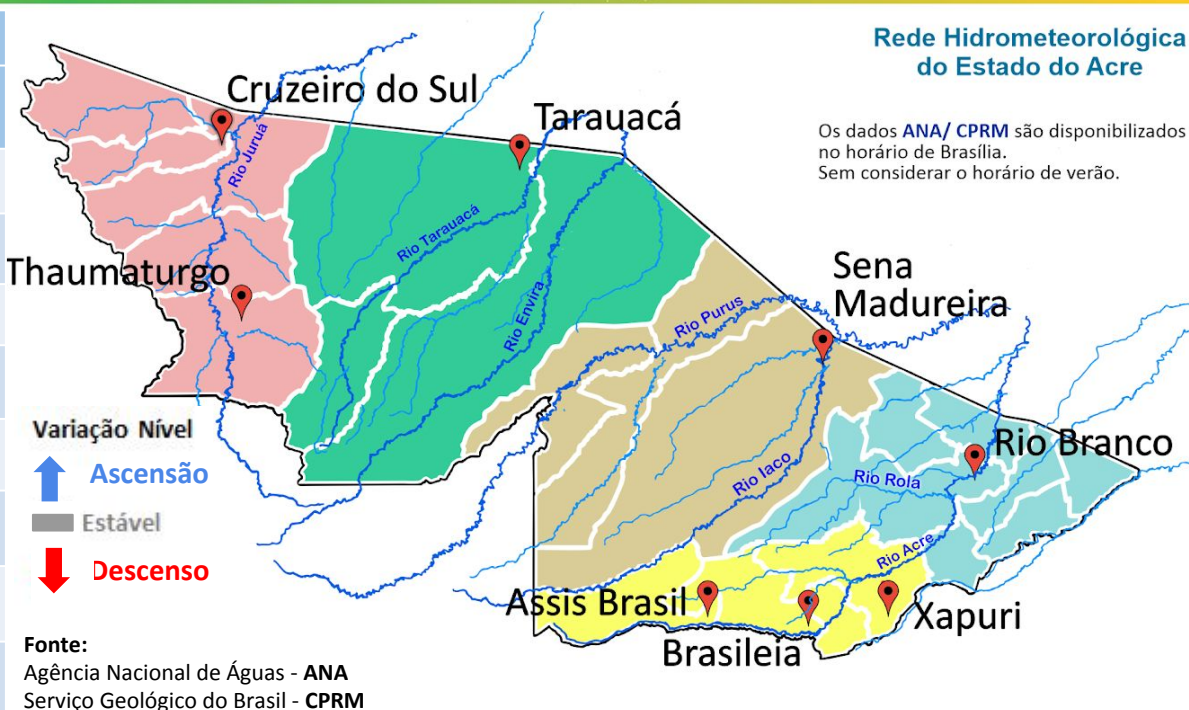 Rede Hidrometeorológica
do Estado do Acre
Os dados ANA/ CPRM são disponibilizados
no horário de Brasília.
Sem considerar o horário de verão.
Cruzeiro do Sul
Tarauacá
Rio Juruá
Rio Tarauacá
Thaumaturgo
Rio Envira
Sena
Madureira
Rio Purus
Variação Nível
Ascensão
Estável
Descenso
Rio Branco
Rio Iaco
Rio Rola
Rio Acre
Assis Brasil
Xapuri
Brasileia
Fonte:
Agência Nacional de Águas - ANA
Serviço Geológico do Brasil - CPRM